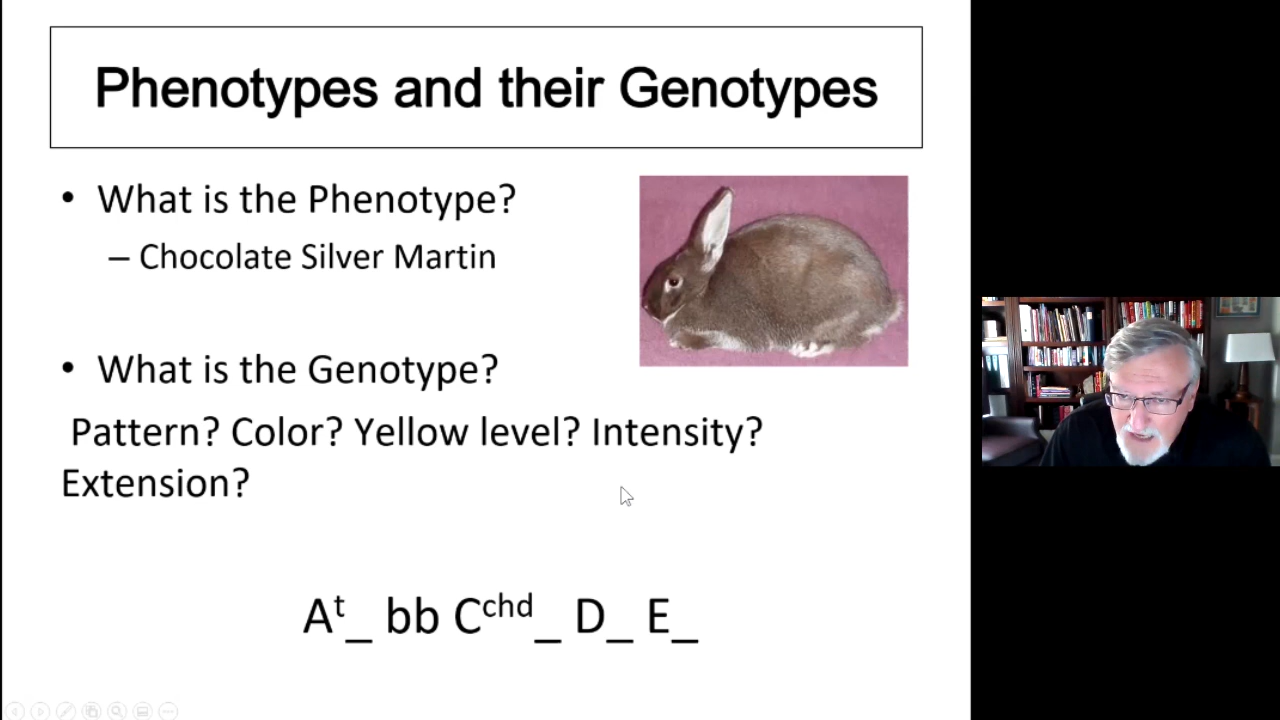 Phenotypes and their Genotypes
• What is the Phenotype?
– Chocolate Silver Martin
• What is the Genotype?
Pattern? Color? Yellow level? Intensity?
Extension?
Aᵗ_ bb Cᶜʰᵈ_ D_ E_